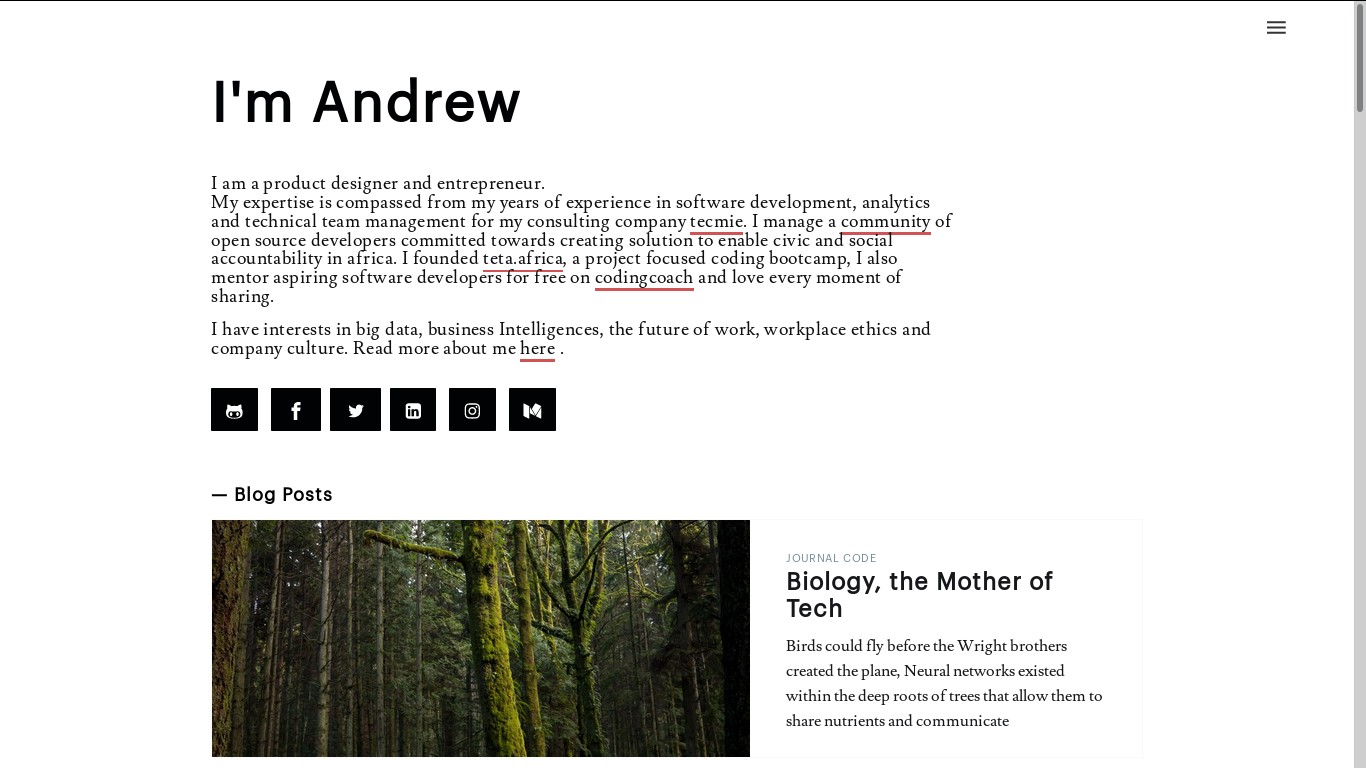 I'm Andrew
I am a product designer and entrepreneur.
My expertise is compassed from my years of experience in software development, analytics
and technical team management for my consulting company tecmie. I manage a community of
open source developers committed towards creating solution to enable civic and social
accountability in africa. I founded teta.africa, a project focused coding bootcamp, I also
mentor aspiring software developers for free on codingcoach and love every moment of
sharing.
I have interests in big data, business Intelligences, the future of work, workplace ethics and
company culture. Read more about me here .
— Blog Posts
JOURNAL CODE
Biology, the Mother of
Tech
Birds could fly before the Wright brothers
created the plane, Neural networks existed
within the deep roots of trees that allow them to
share nutrients and communicate